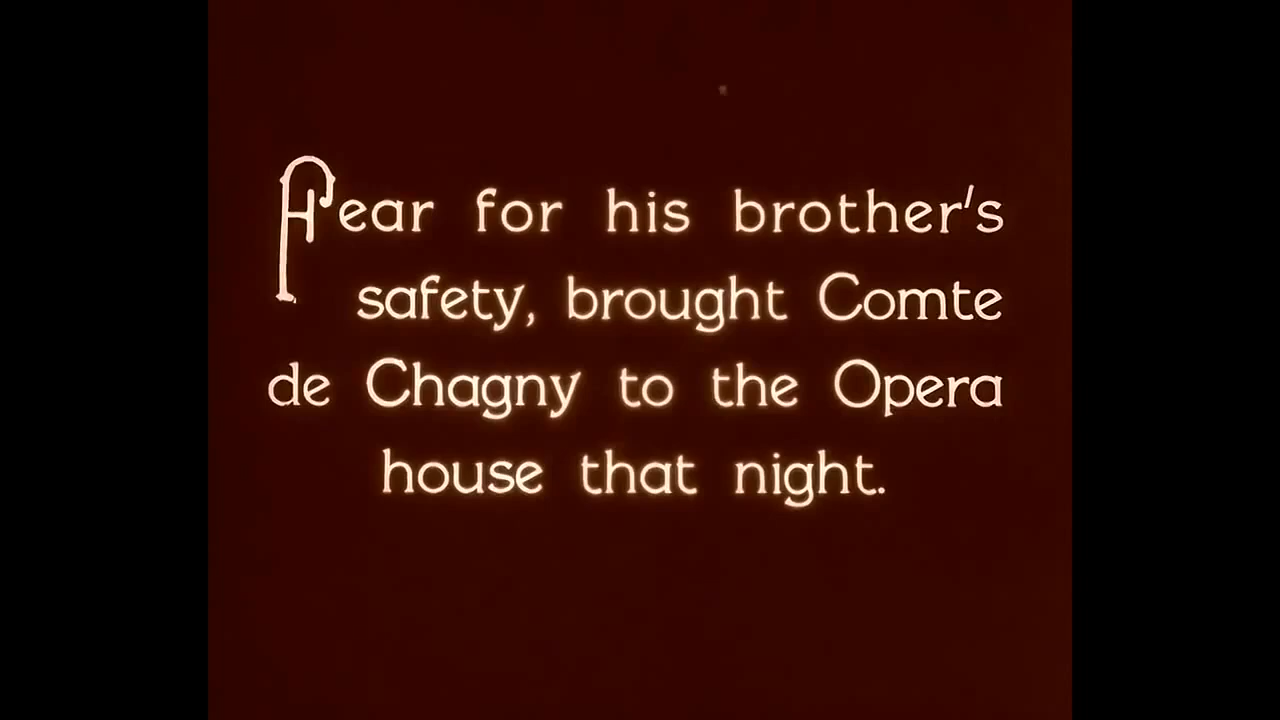 Fear for his brother's
safety, brought Comte
de Chagny to the Opera
house that night.